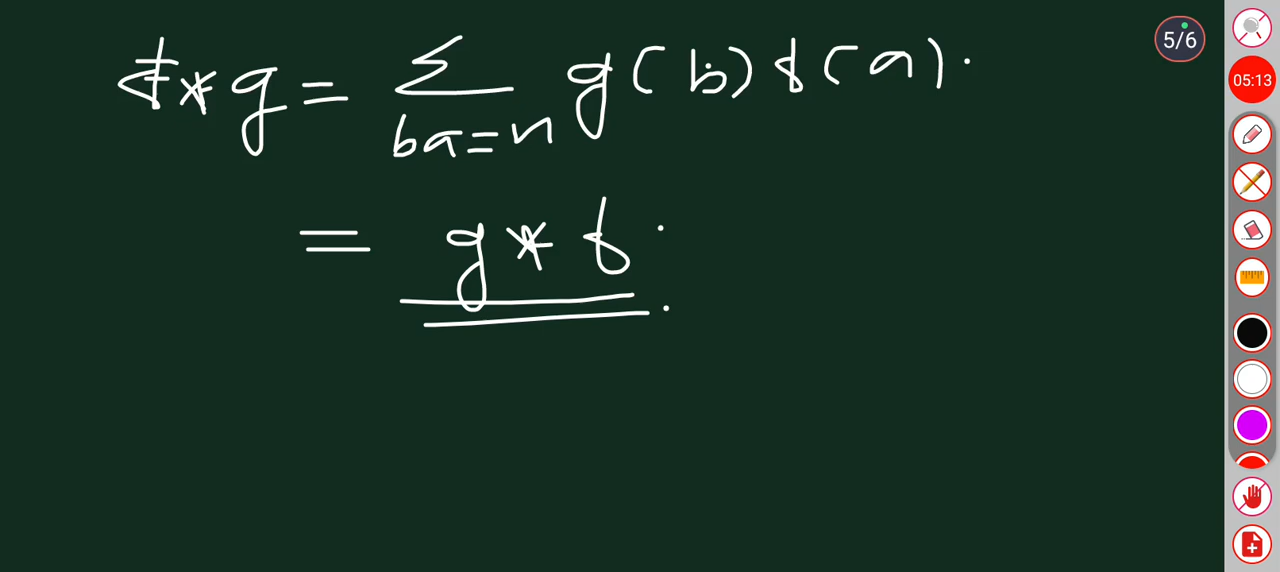 f * g = ∑ g(b) f(a).
ba = n
= g * f.
5/6
05:13